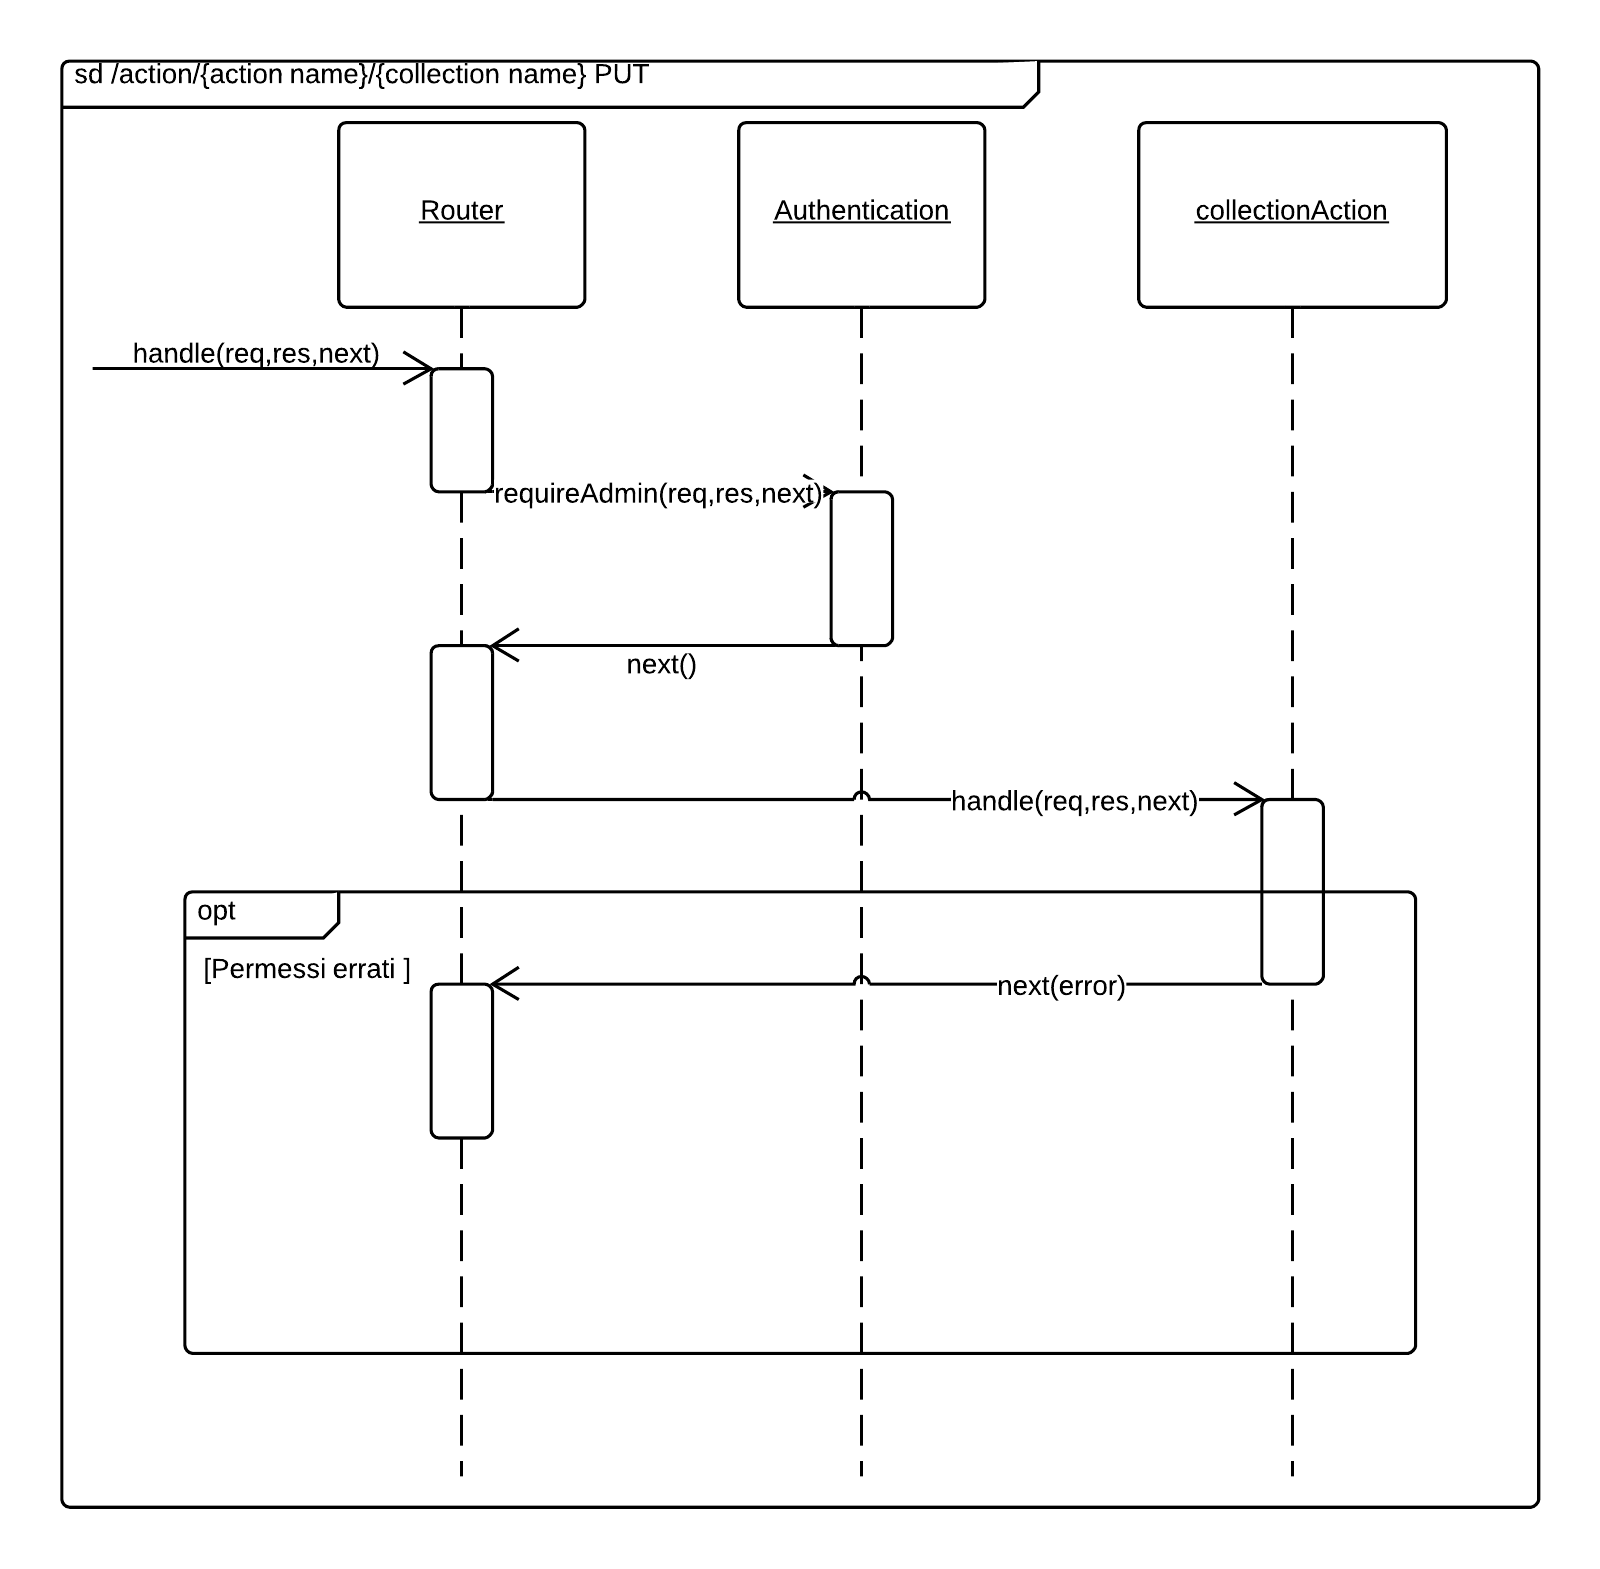 sd /action/{action name}/{collection name} PUT
Router
Authentication
collectionAction
handle(req,res,next)
requireAdmin(req,res,next)
next()
handle(req,res,next)
opt
[Permessi errati ]
next(error)